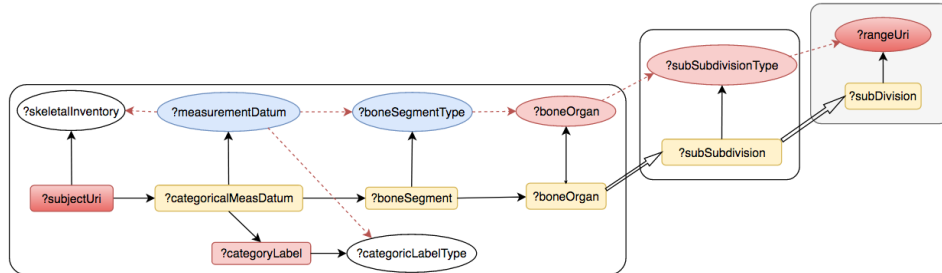 ?rangeUri
?subSubdivisionType
?subDivision
?skeletalInventory
?measurementDatum
?boneSegmentType
?boneOrgan
?subSubdivision
?subjectUri
?categoricalMeasDatum
?boneSegment
?boneOrgan
?categoryLabel
?categoricLabelType